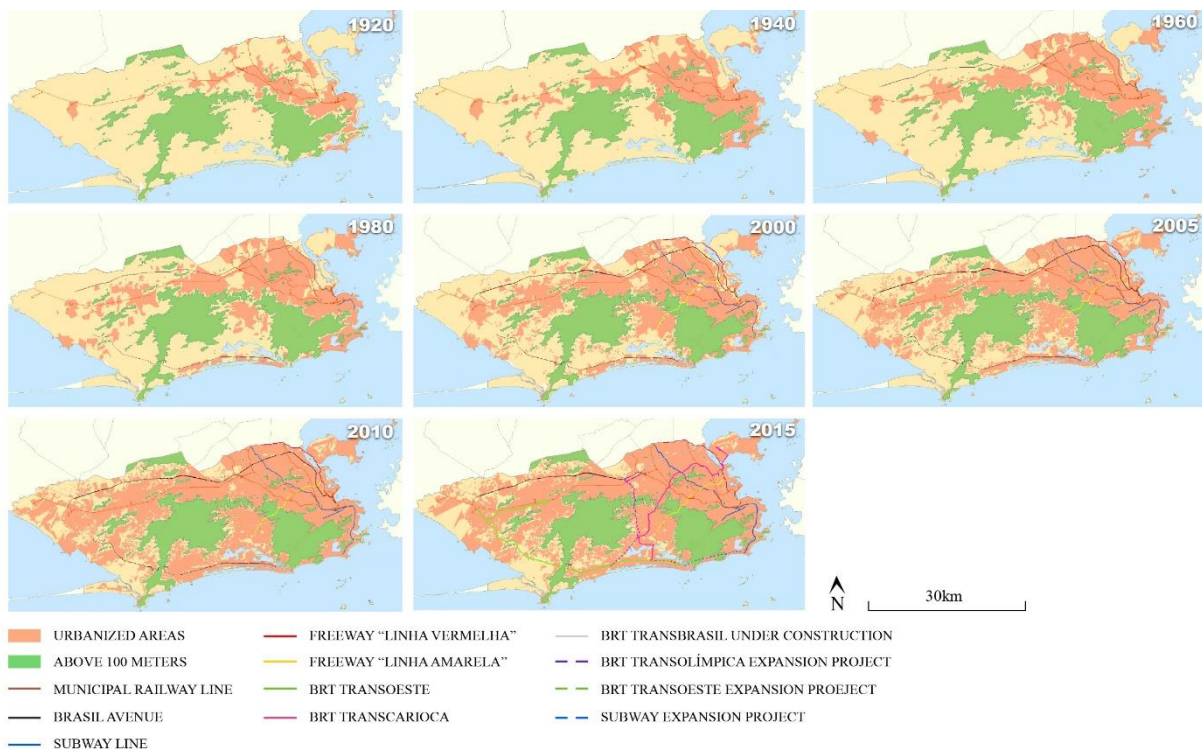 1920
1940
1960
1980
2000
2005
2010
2015
N
30km
URBANIZED AREAS
ABOVE 100 METERS
MUNICIPAL RAILWAY LINE
BRASIL AVENUE
SUBWAY LINE
FREEWAY “LINHA VERMELHA”
FREEWAY “LINHA AMARELA”
BRT TRANSOESTE
BRT TRANSCARIOCA
BRT TRANSBRASIL UNDER CONSTRUCTION
BRT TRANSOLÍMPICA EXPANSION PROJECT
BRT TRANSOESTE EXPANSION PROEJECT
SUBWAY EXPANSION PROJECT